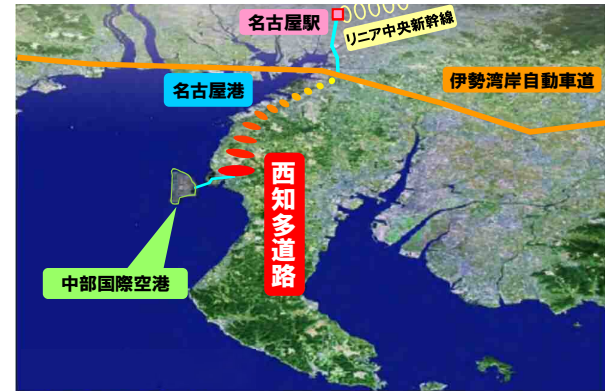 名古屋駅
リニア中央新幹線
名古屋港
伊勢湾岸自動車道
西知多道路
中部国際空港